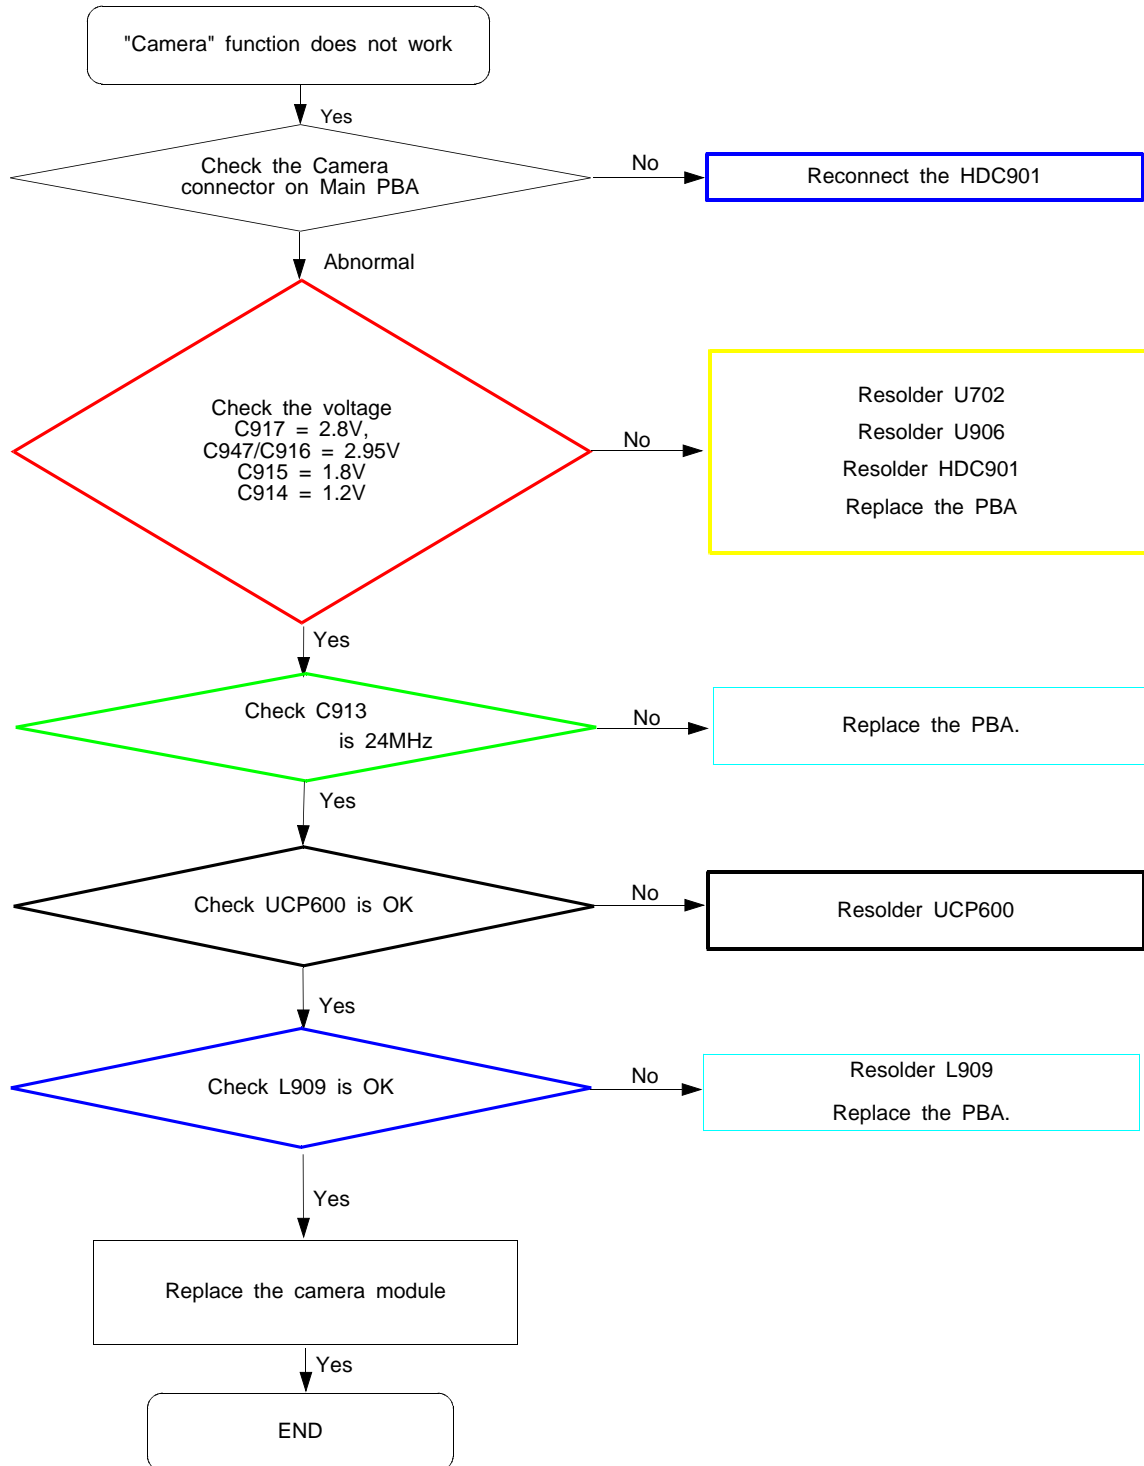 "Camera" function does not work
Yes
Check the Camera
connector on Main PBA
No
Reconnect the HDC901
Abnormal
Check the voltage
C917 = 2.8V,
C947/C916 = 2.95V
C915 = 1.8V
C914 = 1.2V
No
Resolder U702
Resolder U906
Resolder HDC901
Replace the PBA
Yes
Check C913
is 24MHz
No
Replace the PBA.
Yes
Check UCP600 is OK
No
Resolder UCP600
Yes
Check L909 is OK
No
Resolder L909
Replace the PBA.
Yes
Replace the camera module
Yes
END